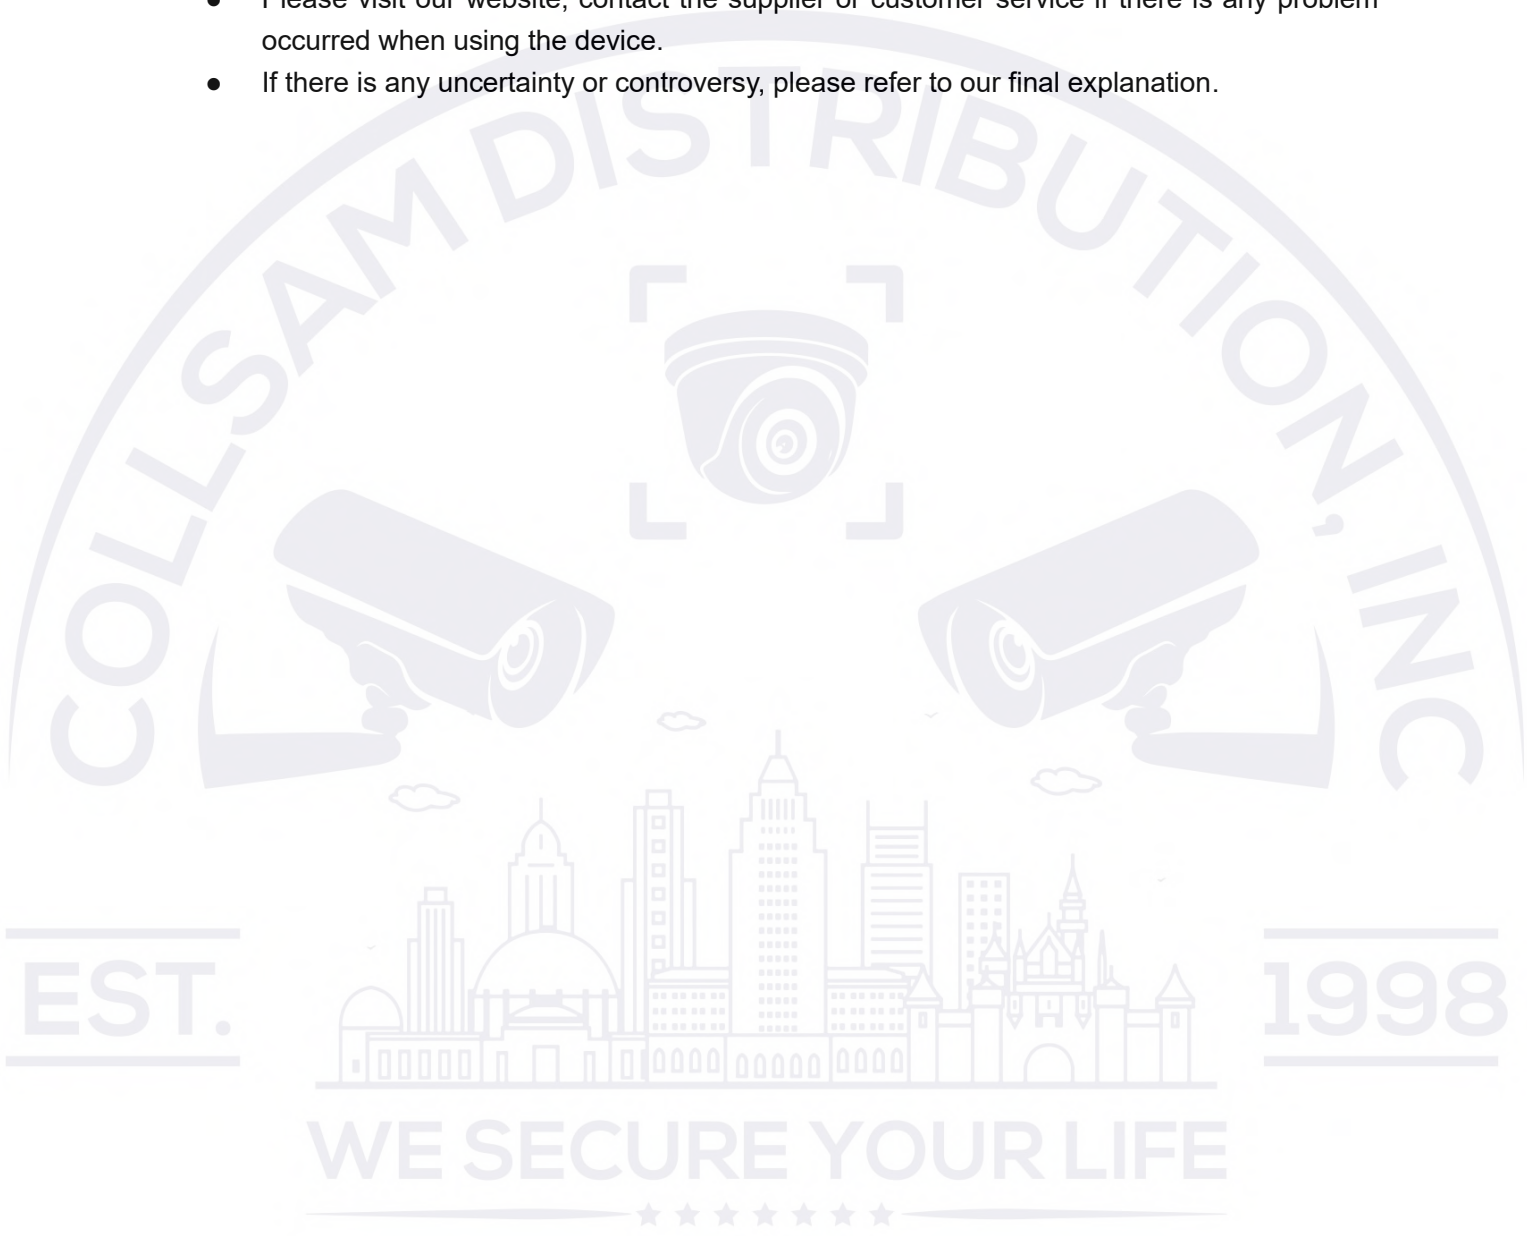 ● Please visit our website, contact the supplier or customer service if there is any problem
occurred when using the device.
● If there is any uncertainty or controversy, please refer to our final explanation.
COLLSAM DISTRIBUTION, INC
EST.
1998
WE SECURE YOUR LIFE